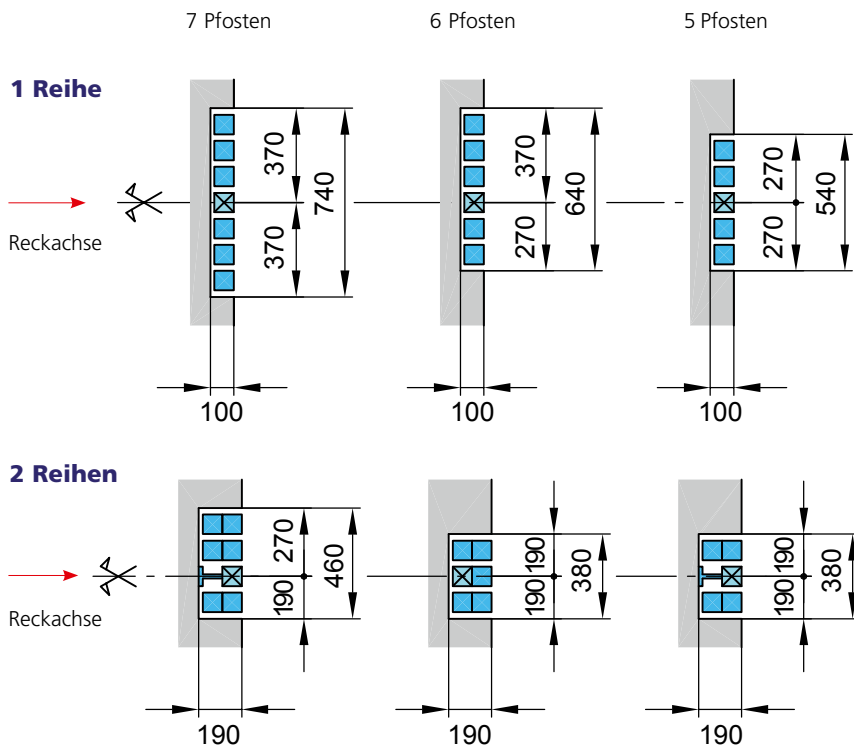 7 Pfosten 6 Pfosten 5 Pfosten
1 Reihe
370 740 370
370 640 270
270 540 270
Reckachse
100 100 100
2 Reihen
270 460 190
190 380 190
190 380 190
Reckachse
190 190 190